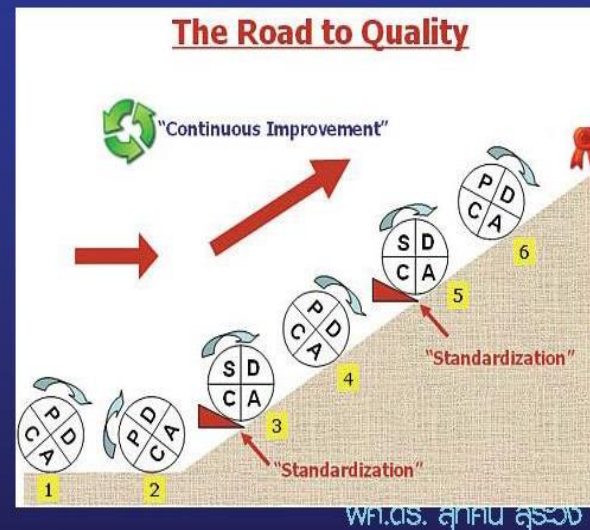 The Road to Quality
"Continuous Improvement"
P D
C A
6
S D
C A
5
"Standardization"
P D
C A
4
S D
C A
3
"Standardization"
P D
C A
1
P D
C A
2